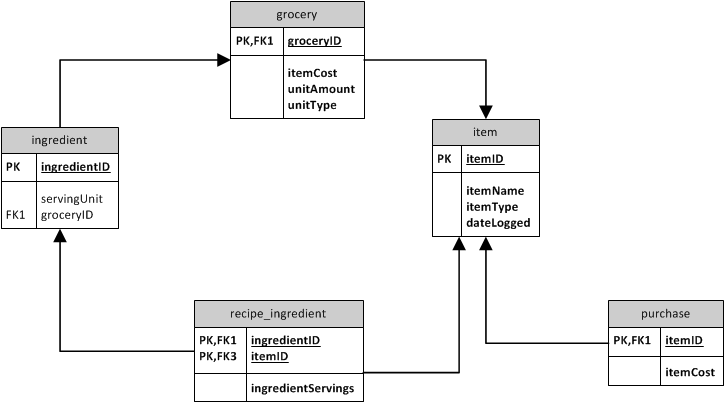 grocery
PK,FK1 groceryID
itemCost
unitAmount
unitType
ingredient
PK ingredientID
servingUnit
FK1 groceryID
item
PK itemID
itemName
itemType
dateLogged
recipe_ingredient
PK,FK1 ingredientID
PK,FK3 itemID
ingredientServings
purchase
PK,FK1 itemID
itemCost